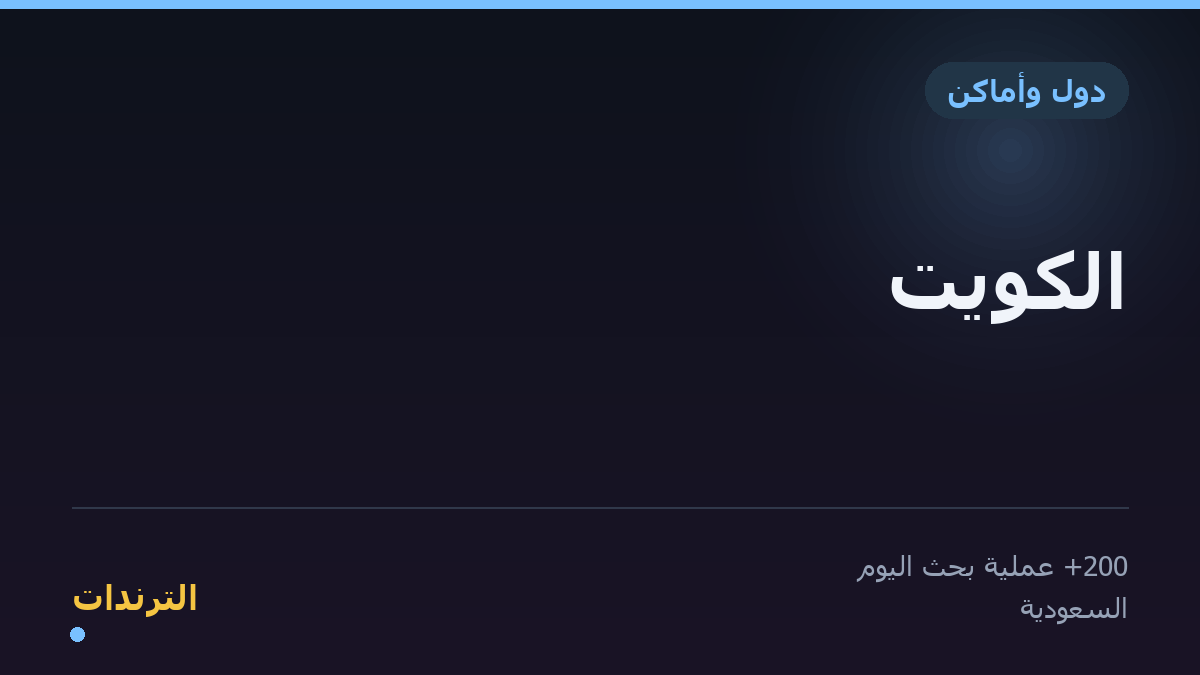 دول وأماكن
الكويت
200+ عملية بحث اليوم
السعودية
الترندات